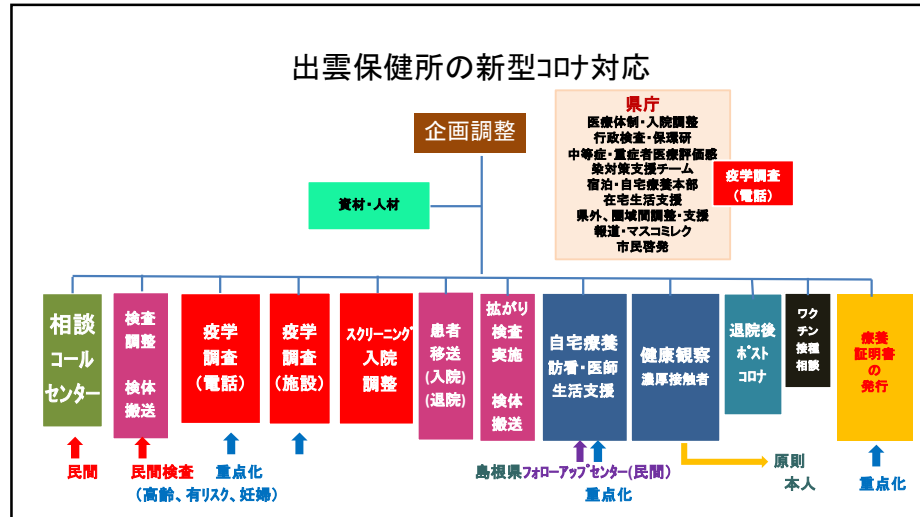 出雲保健所の新型コロナ対応
企画調整
資材・人材
県庁
医療体制・入院調整
行政検査・保環研
中等症・重症者医療評価感
染対策支援チーム
宿泊・自宅療養本部
在宅生活支援
県外、圏域間調整・支援
報道・マスコミレク
市民啓発
疫学調査
(電話)
相談
コール
センター
検査
調整
検体
搬送
疫学
調査
(電話)
疫学
調査
(施設)
スクリーニング
入院
調整
患者
移送
(入院)
(退院)
拡がり
検査
実施
検体
搬送
自宅療養
訪看・医師
生活支援
健康観察
濃厚接触者
退院後
ポスト
コロナ
ワク
チン
接種
相談
療養
証明書
の
発行
民間
民間検査
重点化
(高齢、有リスク、妊婦)
島根県フォローアップセンター(民間)
重点化
原則
本人
重点化